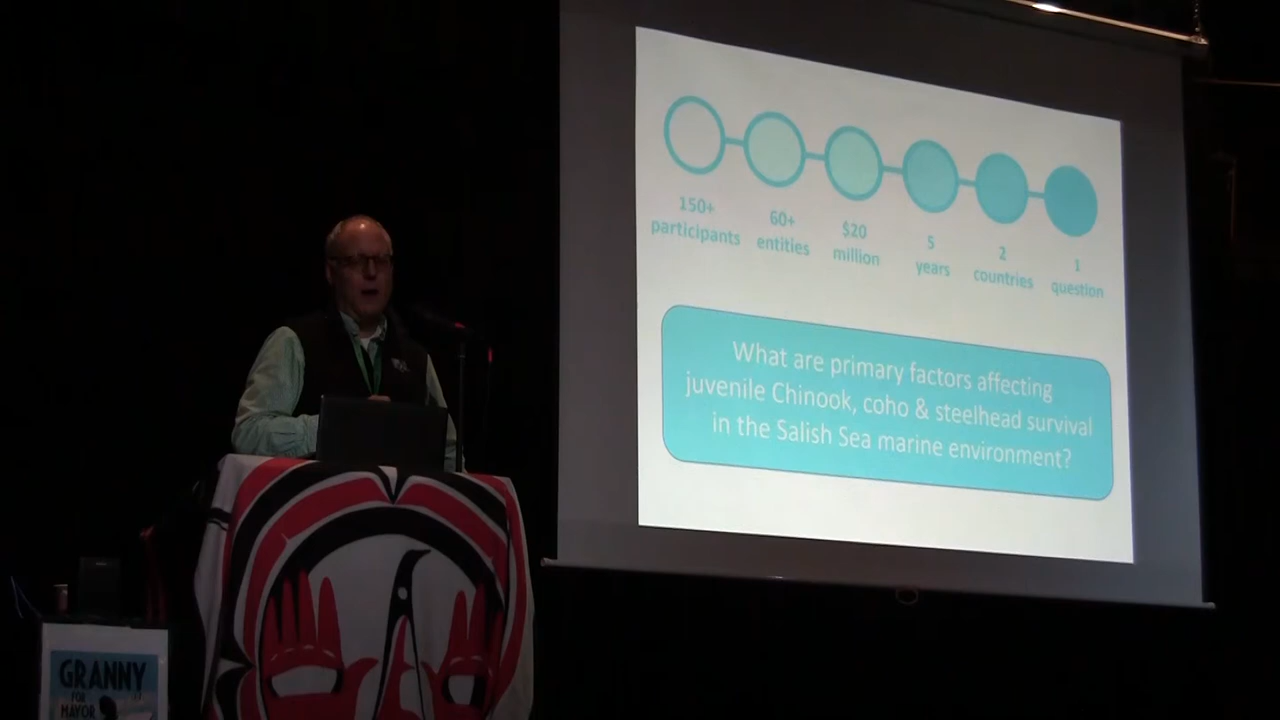 150+
participants
60+
entities
$20
million
5
years
2
countries
1
question
What are primary factors affecting
juvenile Chinook, coho & steelhead survival
in the Salish Sea marine environment?
GRANNY
FOR
MAYOR